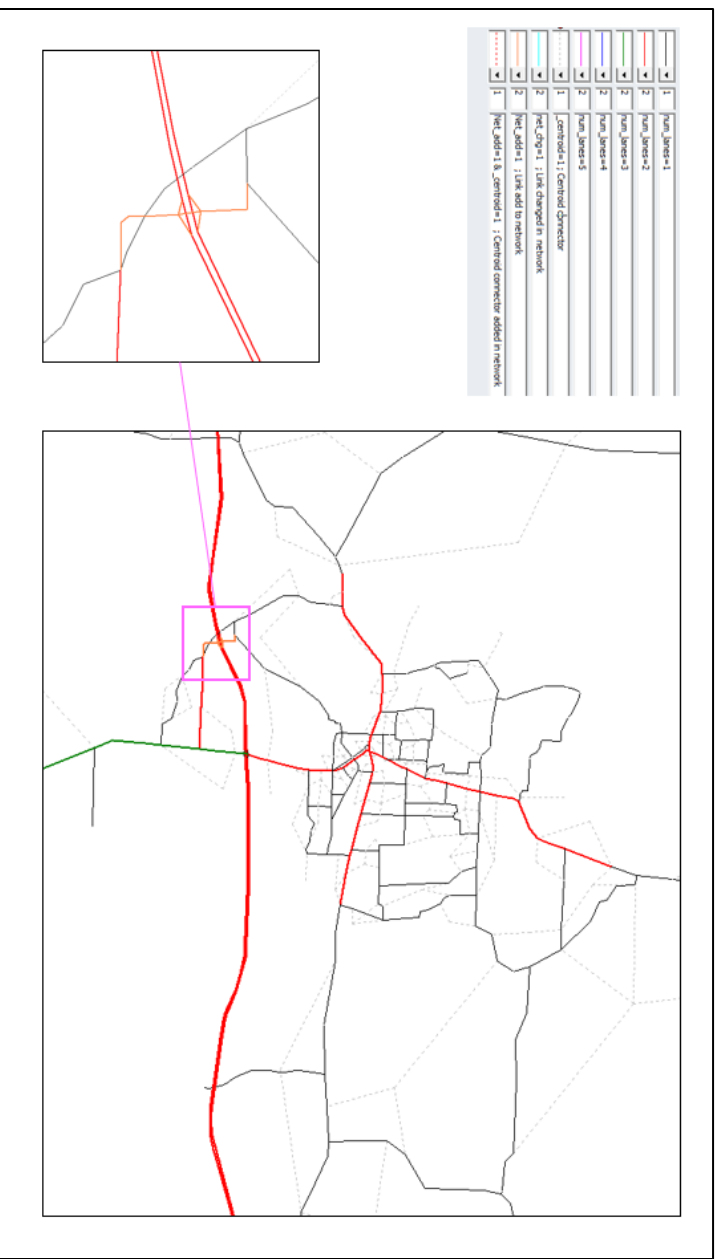 1 num_lanes=1
2 num_lanes=2
2 num_lanes=3
2 num_lanes=4
2 num_lanes=5
1 _centroid=1 ; Centroid connector
2 net_chg=1 ; Link changed in network
2 Net_add=1 ; Link add to network
1 Net_add=1 & _centroid=1 ; Centroid connector added in network